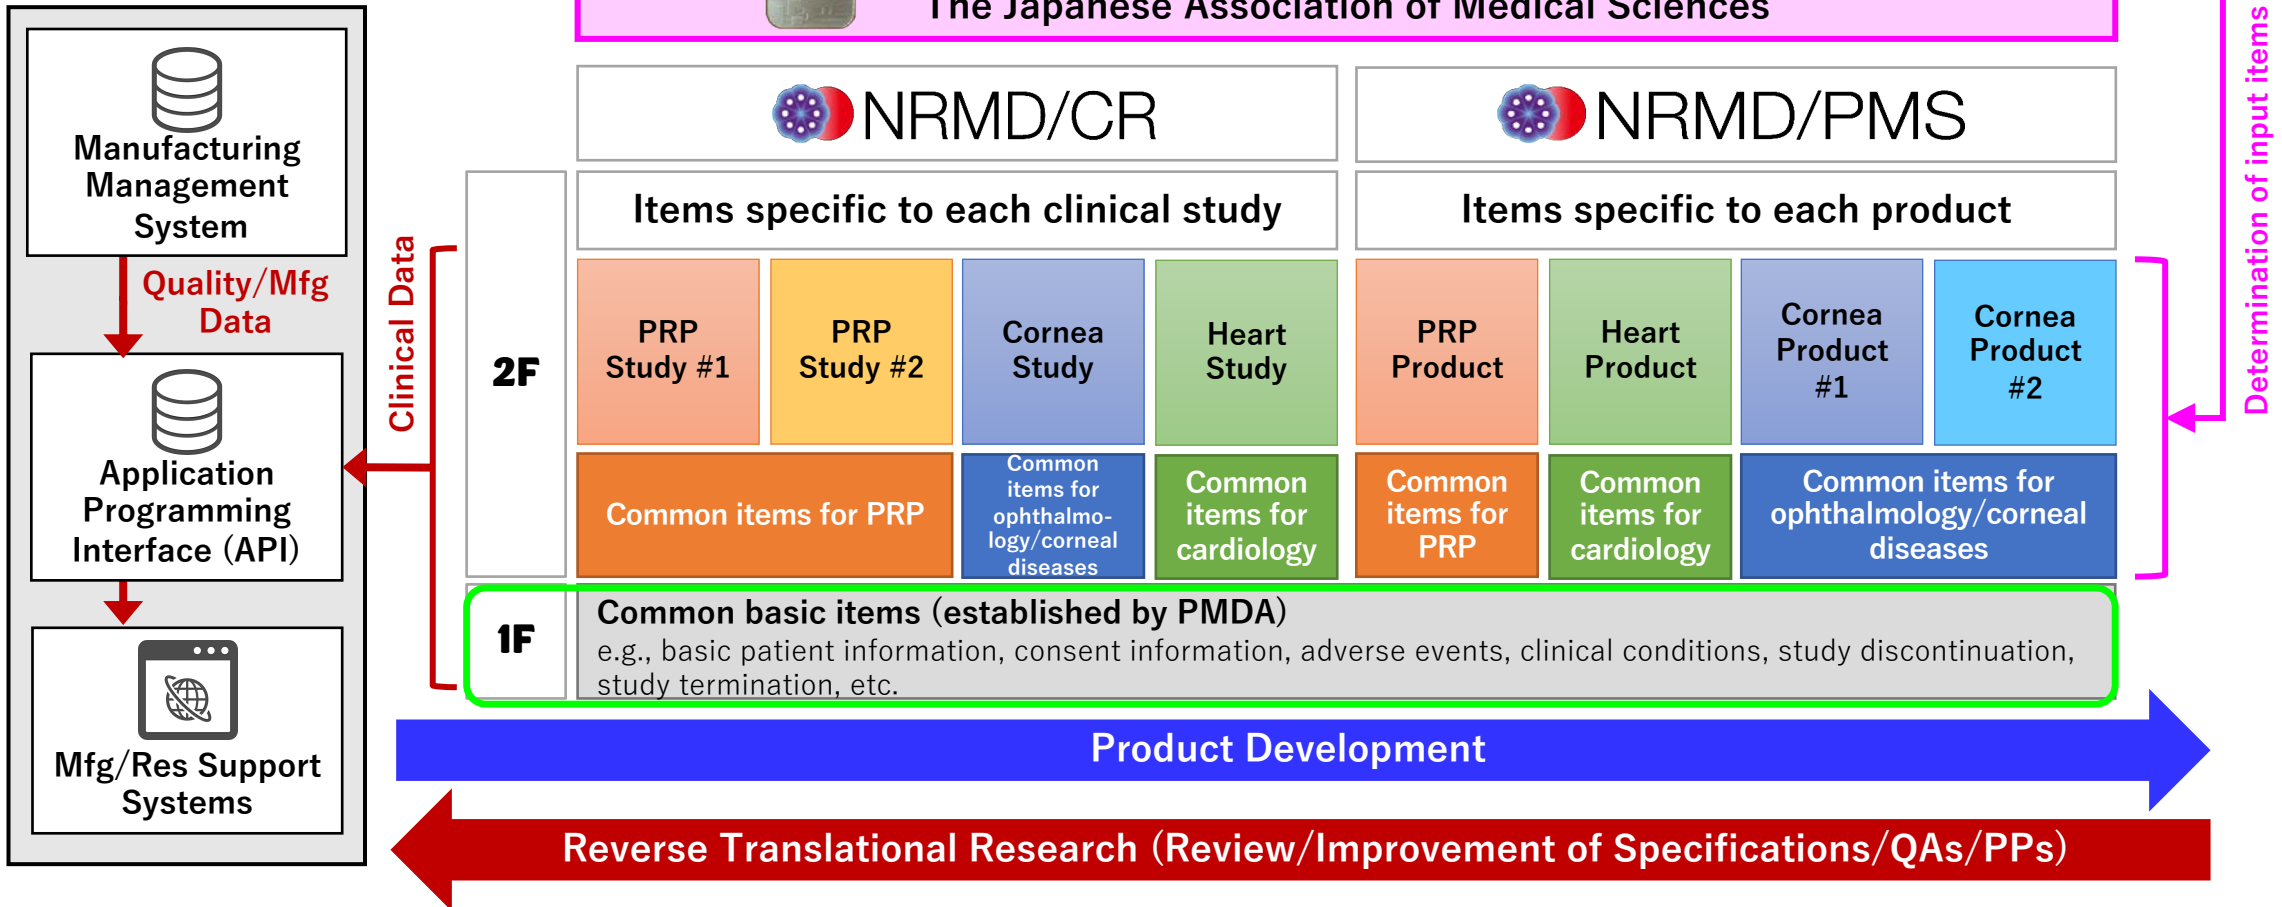 The Japanese Association of Medical Sciences
Manufacturing
Management
System
Quality/Mfg
Data
Application
Programming
Interface (API)
Mfg/Res Support
Systems
Clinical Data
NRMD/CR
NRMD/PMS
2F
Items specific to each clinical study
Items specific to each product
PRP
Study #1
PRP
Study #2
Cornea
Study
Heart
Study
PRP
Product
Heart
Product
Cornea
Product
#1
Cornea
Product
#2
Common items for PRP
Common
items for
ophthalmo-
logy/corneal
diseases
Common
items for
cardiology
Common
items for
PRP
Common
items for
cardiology
Common items for
ophthalmology/corneal
diseases
1F
Common basic items (established by PMDA)
e.g., basic patient information, consent information, adverse events, clinical conditions, study discontinuation,
study termination, etc.
Determination of input items
Product Development
Reverse Translational Research (Review/Improvement of Specifications/QAs/PPs)